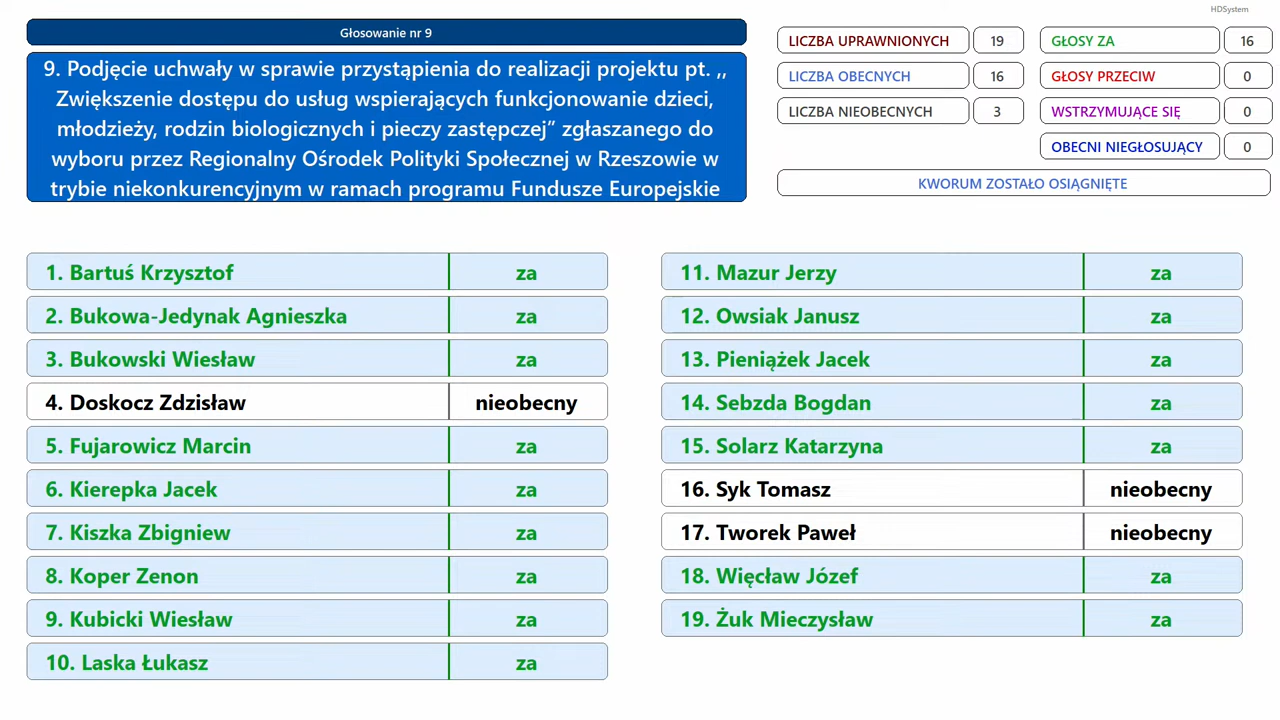 HDSystem
Głosowanie nr 9
9. Podjęcie uchwały w sprawie przystąpienia do realizacji projektu pt. ,,
Zwiększenie dostępu do usług wspierających funkcjonowanie dzieci,
młodzieży, rodzin biologicznych i pieczy zastępczej” zgłaszanego do
wyboru przez Regionalny Ośrodek Polityki Społecznej w Rzeszowie w
trybie niekonkurencyjnym w ramach programu Fundusze Europejskie
LICZBA UPRAWNIONYCH 19
LICZBA OBECNYCH 16
LICZBA NIEOBECNYCH 3
GŁOSY ZA 16
GŁOSY PRZECIW 0
WSTRZYMUJĄCE SIĘ 0
OBECNI NIEGŁOSUJĄCY 0
KWORUM ZOSTAŁO OSIĄGNIĘTE
1. Bartuś Krzysztof za
2. Bukowa-Jedynak Agnieszka za
3. Bukowski Wiesław za
4. Doskocz Zdzisław nieobecny
5. Fujarowicz Marcin za
6. Kierepka Jacek za
7. Kiszka Zbigniew za
8. Koper Zenon za
9. Kubicki Wiesław za
10. Laska Łukasz za
11. Mazur Jerzy za
12. Owsiak Janusz za
13. Pieniążek Jacek za
14. Sebzda Bogdan za
15. Solarz Katarzyna za
16. Syk Tomasz nieobecny
17. Tworek Paweł nieobecny
18. Więcław Józef za
19. Żuk Mieczysław za